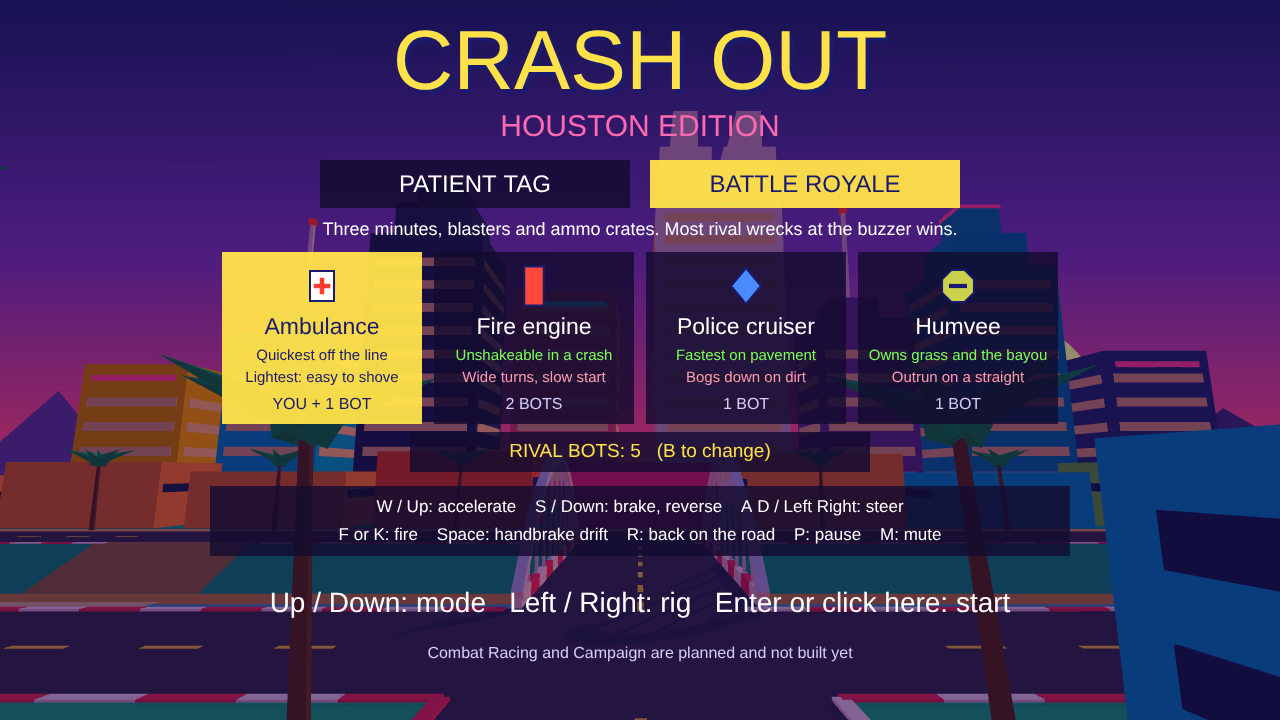 CRASH OUT
HOUSTON EDITION
PATIENT TAG
BATTLE ROYALE
Three minutes, blasters and ammo crates. Most rival wrecks at the buzzer wins.
Ambulance
Quickest off the line
Lightest: easy to shove
YOU + 1 BOT
Fire engine
Unshakeable in a crash
Wide turns, slow start
2 BOTS
Police cruiser
Fastest on pavement
Bogs down on dirt
1 BOT
Humvee
Owns grass and the bayou
Outrun on a straight
1 BOT
RIVAL BOTS: 5 (B to change)
W / Up: accelerate S / Down: brake, reverse A D / Left Right: steer
F or K: fire Space: handbrake drift R: back on the road P: pause M: mute
Up / Down: mode Left / Right: rig Enter or click here: start
Combat Racing and Campaign are planned and not built yet